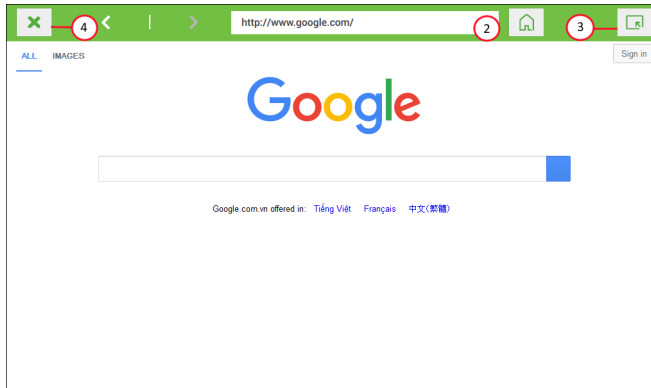 4
http://www.google.com/
2
3
ALL IMAGES
Sign in
Google
Google.com.vn offered in: Tiếng Việt Français 中文(繁體)